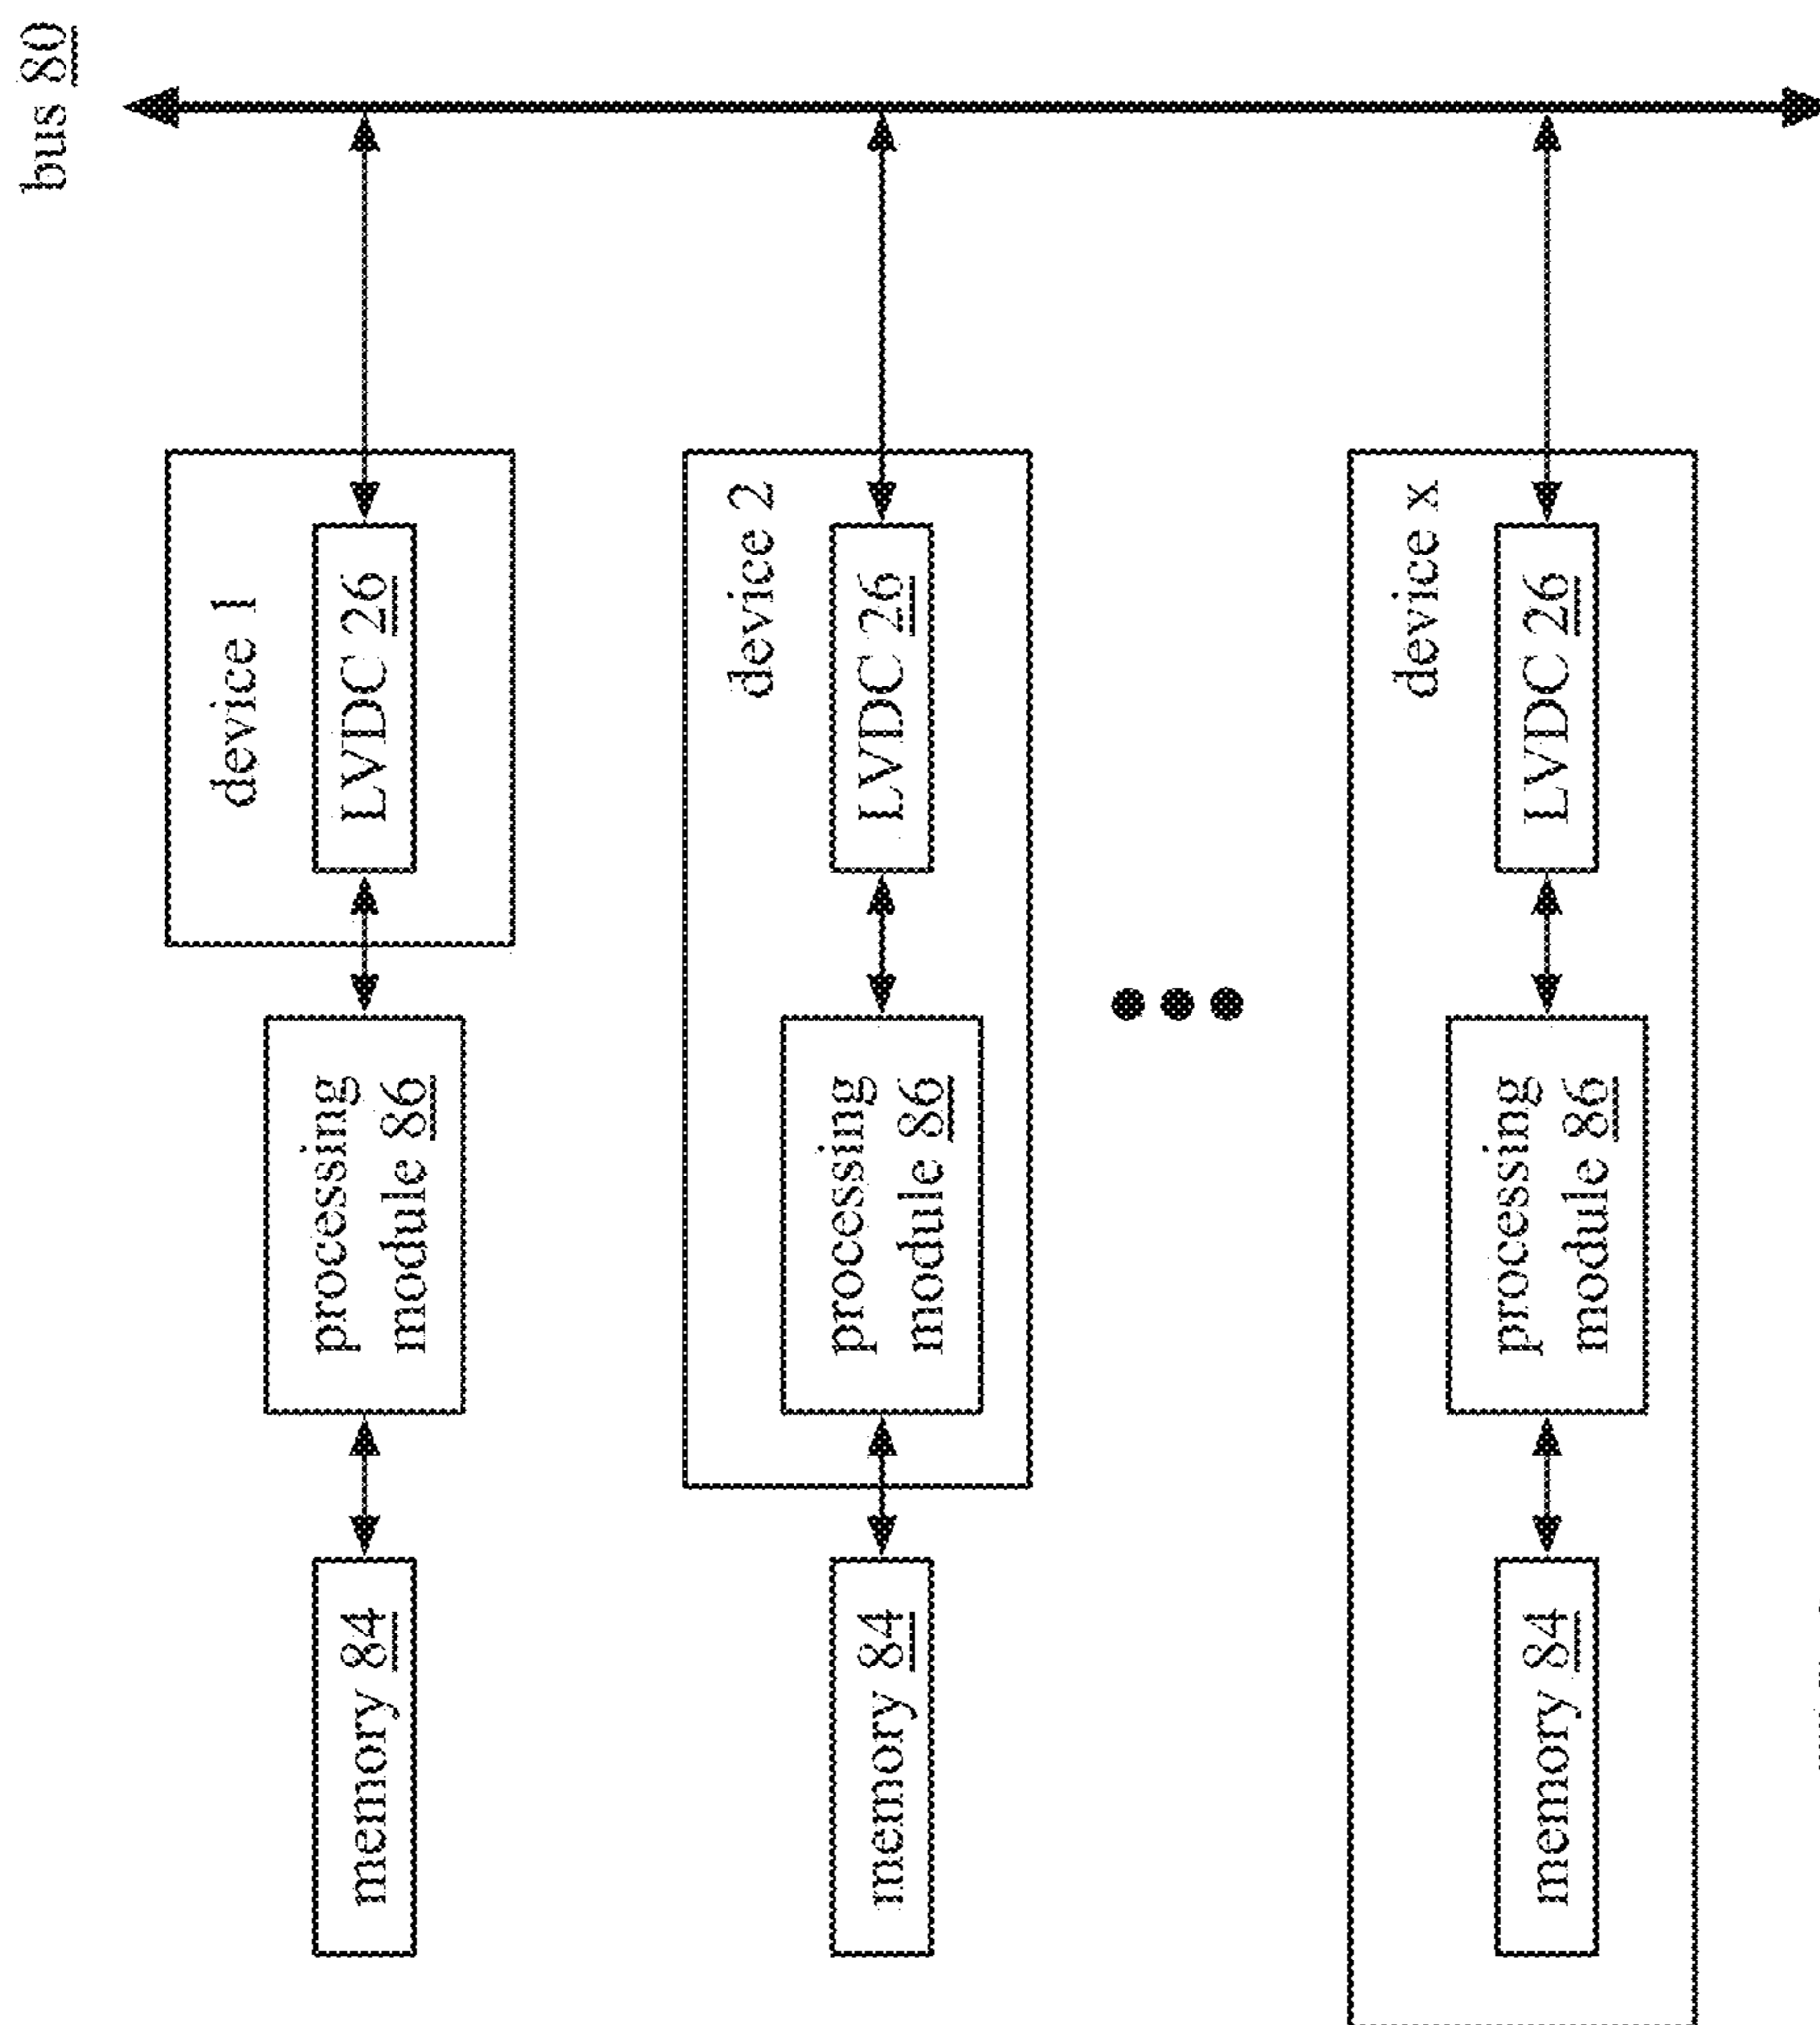 bus 80
device 1
memory 84
processing
module 86
LVDC 26
device 2
memory 84
processing
module 86
LVDC 26
device x
memory 84
processing
module 86
LVDC 26